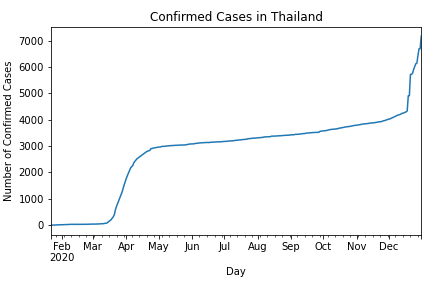 Confirmed Cases in Thailand
Number of Confirmed Cases
7000
6000
5000
4000
3000
2000
1000
0
Feb Mar Apr May Jun Jul Aug Sep Oct Nov Dec
2020
Day